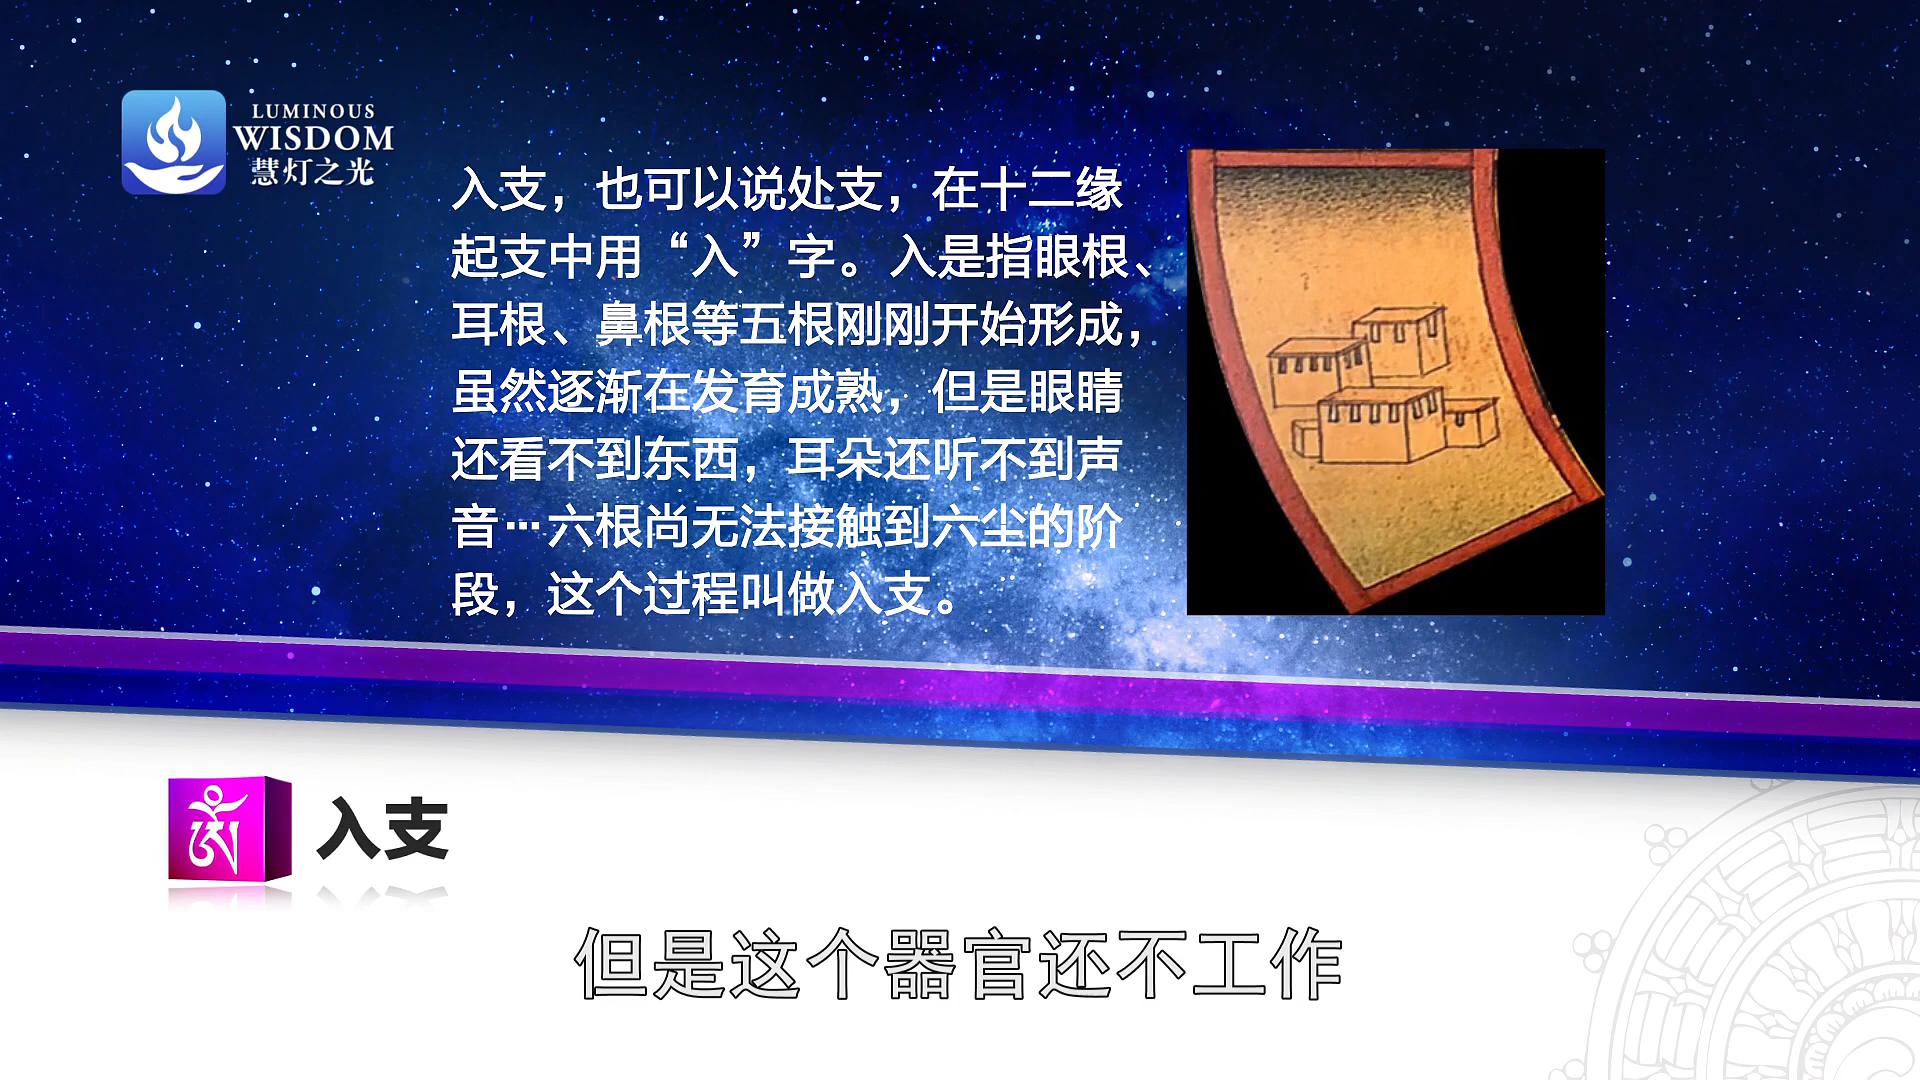 LUMINOUS
WISDOM
慧灯之光
入支，也可以说处支，在十二缘
起支中用“入”字。入是指眼根、
耳根、鼻根等五根刚刚开始形成，
虽然逐渐在发育成熟，但是眼睛
还看不到东西，耳朵还听不到声
音…六根尚无法接触到六尘的阶
段，这个过程叫做入支。
ༀ
入支
但是这个器官还不工作